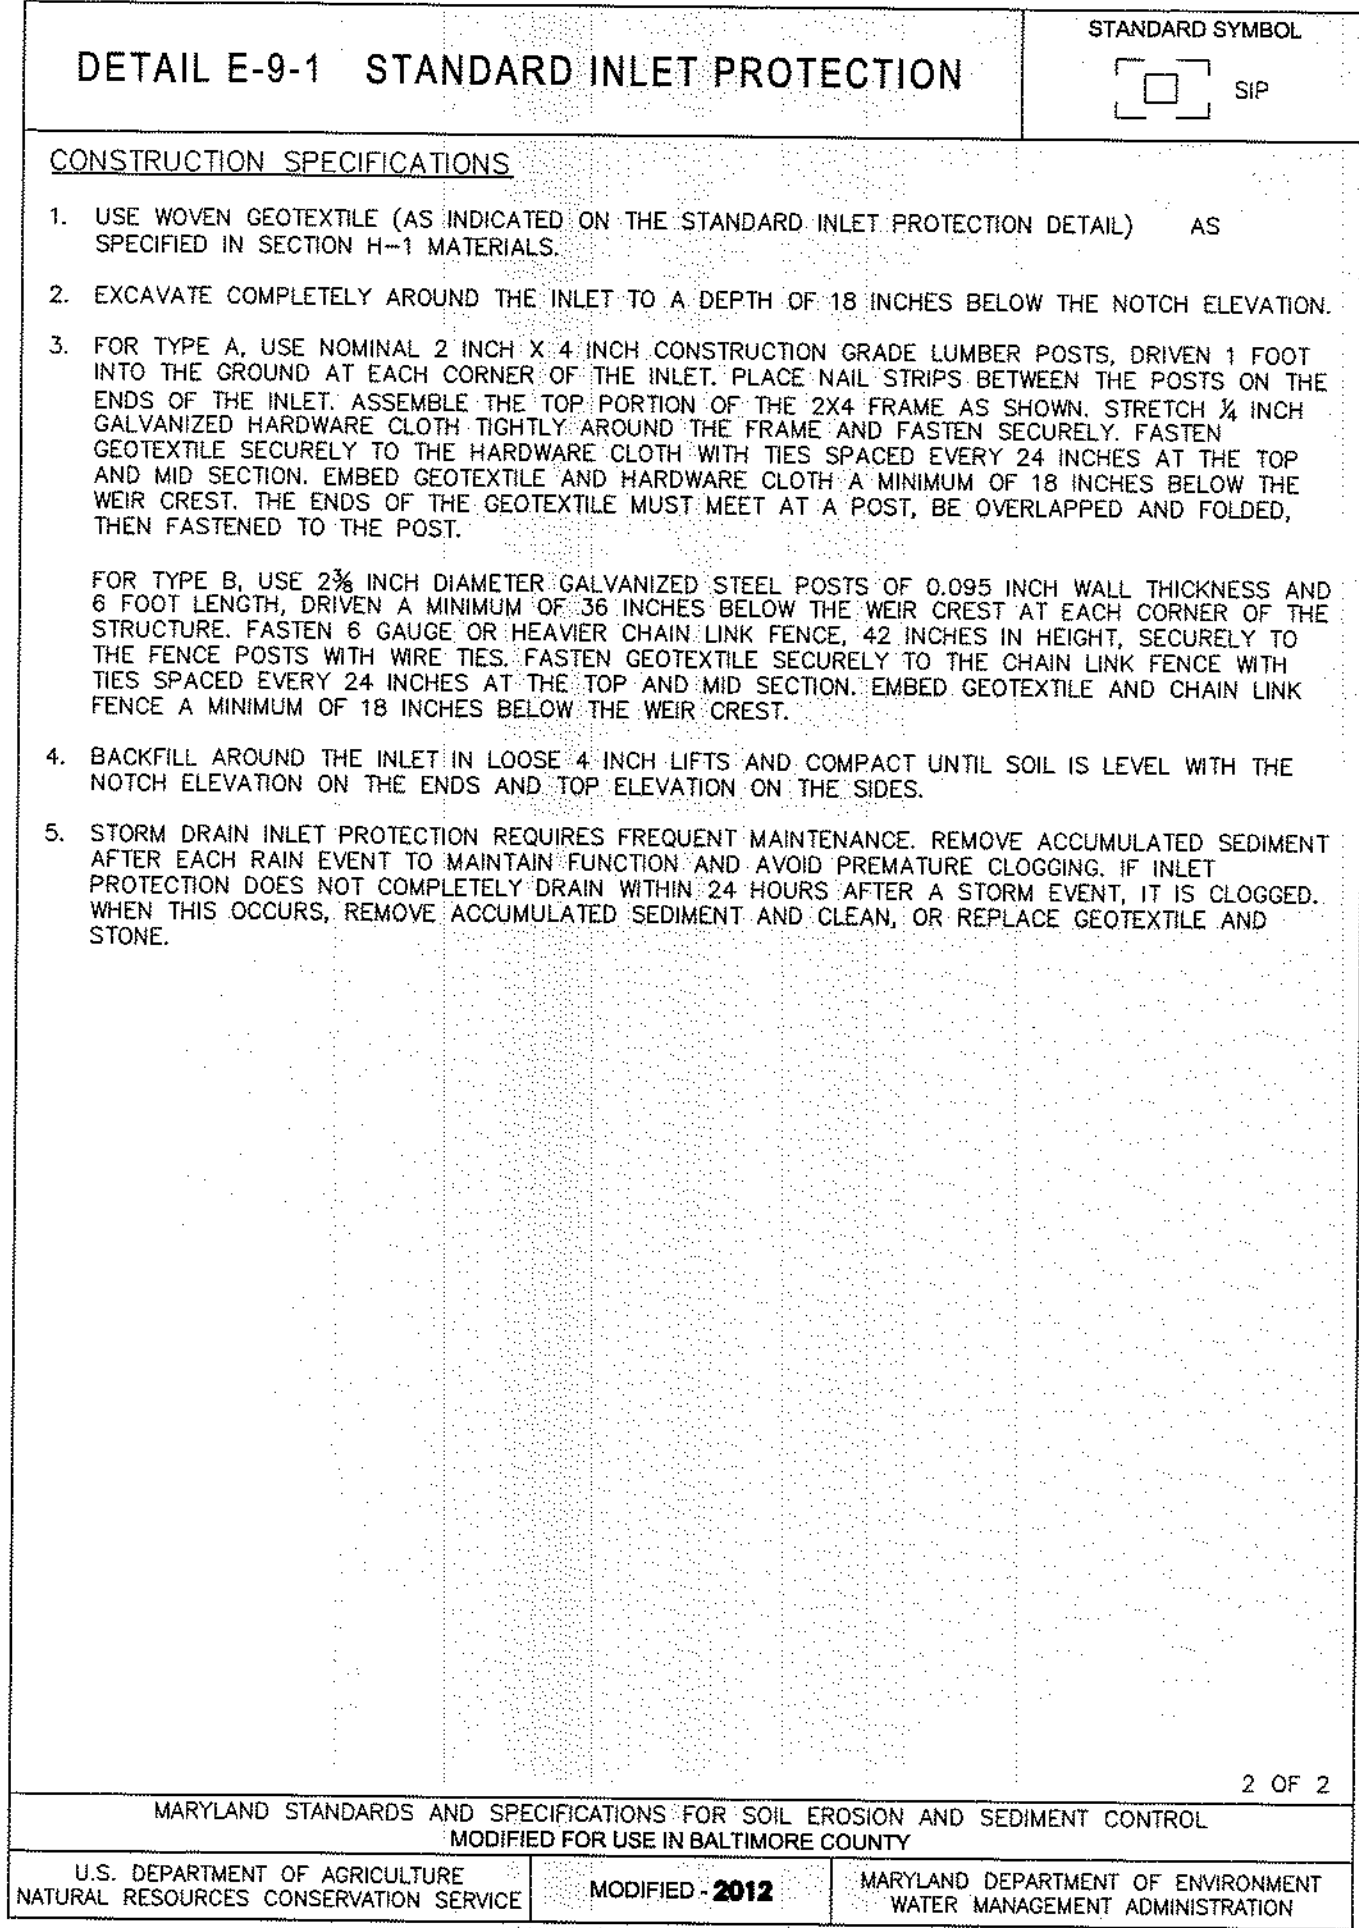 DETAIL E-9-1 STANDARD INLET PROTECTION
STANDARD SYMBOL
SIP
CONSTRUCTION SPECIFICATIONS
1. USE WOVEN GEOTEXTILE (AS INDICATED ON THE STANDARD INLET PROTECTION DETAIL) AS
SPECIFIED IN SECTION H-1 MATERIALS.
2. EXCAVATE COMPLETELY AROUND THE INLET TO A DEPTH OF 18 INCHES BELOW THE NOTCH ELEVATION.
3. FOR TYPE A, USE NOMINAL 2 INCH X 4 INCH CONSTRUCTION GRADE LUMBER POSTS, DRIVEN 1 FOOT
INTO THE GROUND AT EACH CORNER OF THE INLET. PLACE NAIL STRIPS BETWEEN THE POSTS ON THE
ENDS OF THE INLET. ASSEMBLE THE TOP PORTION OF THE 2X4 FRAME AS SHOWN. STRETCH ¼ INCH
GALVANIZED HARDWARE CLOTH TIGHTLY AROUND THE FRAME AND FASTEN SECURELY. FASTEN
GEOTEXTILE SECURELY TO THE HARDWARE CLOTH WITH TIES SPACED EVERY 24 INCHES AT THE TOP
AND MID SECTION. EMBED GEOTEXTILE AND HARDWARE CLOTH A MINIMUM OF 18 INCHES BELOW THE
WEIR CREST. THE ENDS OF THE GEOTEXTILE MUST MEET AT A POST, BE OVERLAPPED AND FOLDED,
THEN FASTENED TO THE POST.
FOR TYPE B, USE 2⅜ INCH DIAMETER GALVANIZED STEEL POSTS OF 0.095 INCH WALL THICKNESS AND
6 FOOT LENGTH, DRIVEN A MINIMUM OF 36 INCHES BELOW THE WEIR CREST AT EACH CORNER OF THE
STRUCTURE. FASTEN 6 GAUGE OR HEAVIER CHAIN LINK FENCE, 42 INCHES IN HEIGHT, SECURELY TO
THE FENCE POSTS WITH WIRE TIES. FASTEN GEOTEXTILE SECURELY TO THE CHAIN LINK FENCE WITH
TIES SPACED EVERY 24 INCHES AT THE TOP AND MID SECTION. EMBED GEOTEXTILE AND CHAIN LINK
FENCE A MINIMUM OF 18 INCHES BELOW THE WEIR CREST.
4. BACKFILL AROUND THE INLET IN LOOSE 4 INCH LIFTS AND COMPACT UNTIL SOIL IS LEVEL WITH THE
NOTCH ELEVATION ON THE ENDS AND TOP ELEVATION ON THE SIDES.
5. STORM DRAIN INLET PROTECTION REQUIRES FREQUENT MAINTENANCE. REMOVE ACCUMULATED SEDIMENT
AFTER EACH RAIN EVENT TO MAINTAIN FUNCTION AND AVOID PREMATURE CLOGGING. IF INLET
PROTECTION DOES NOT COMPLETELY DRAIN WITHIN 24 HOURS AFTER A STORM EVENT, IT IS CLOGGED.
WHEN THIS OCCURS, REMOVE ACCUMULATED SEDIMENT AND CLEAN, OR REPLACE GEOTEXTILE AND
STONE.
2 OF 2
MARYLAND STANDARDS AND SPECIFICATIONS FOR SOIL EROSION AND SEDIMENT CONTROL
MODIFIED FOR USE IN BALTIMORE COUNTY
U.S. DEPARTMENT OF AGRICULTURE
NATURAL RESOURCES CONSERVATION SERVICE
MODIFIED - 2012
MARYLAND DEPARTMENT OF ENVIRONMENT
WATER MANAGEMENT ADMINISTRATION